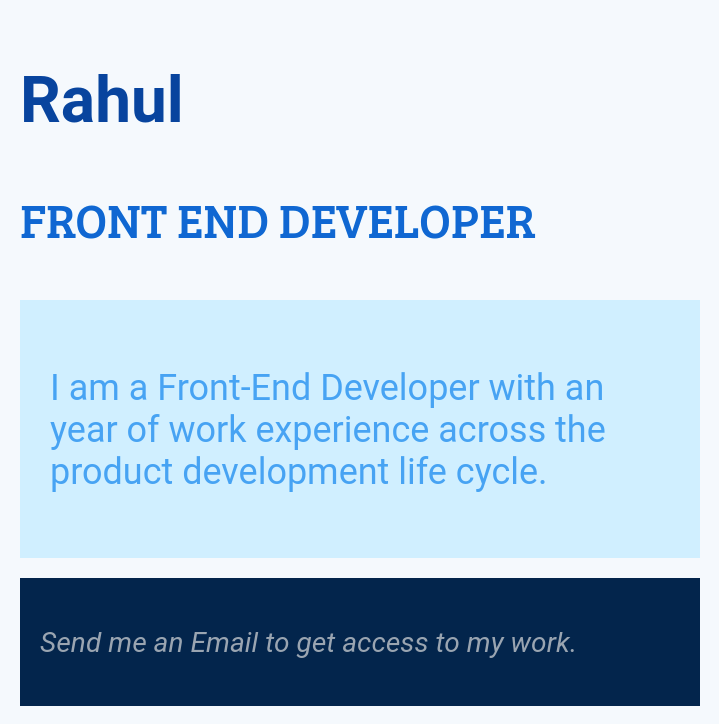 Rahul
FRONT END DEVELOPER
I am a Front-End Developer with an
year of work experience across the
product development life cycle.
Send me an Email to get access to my work.